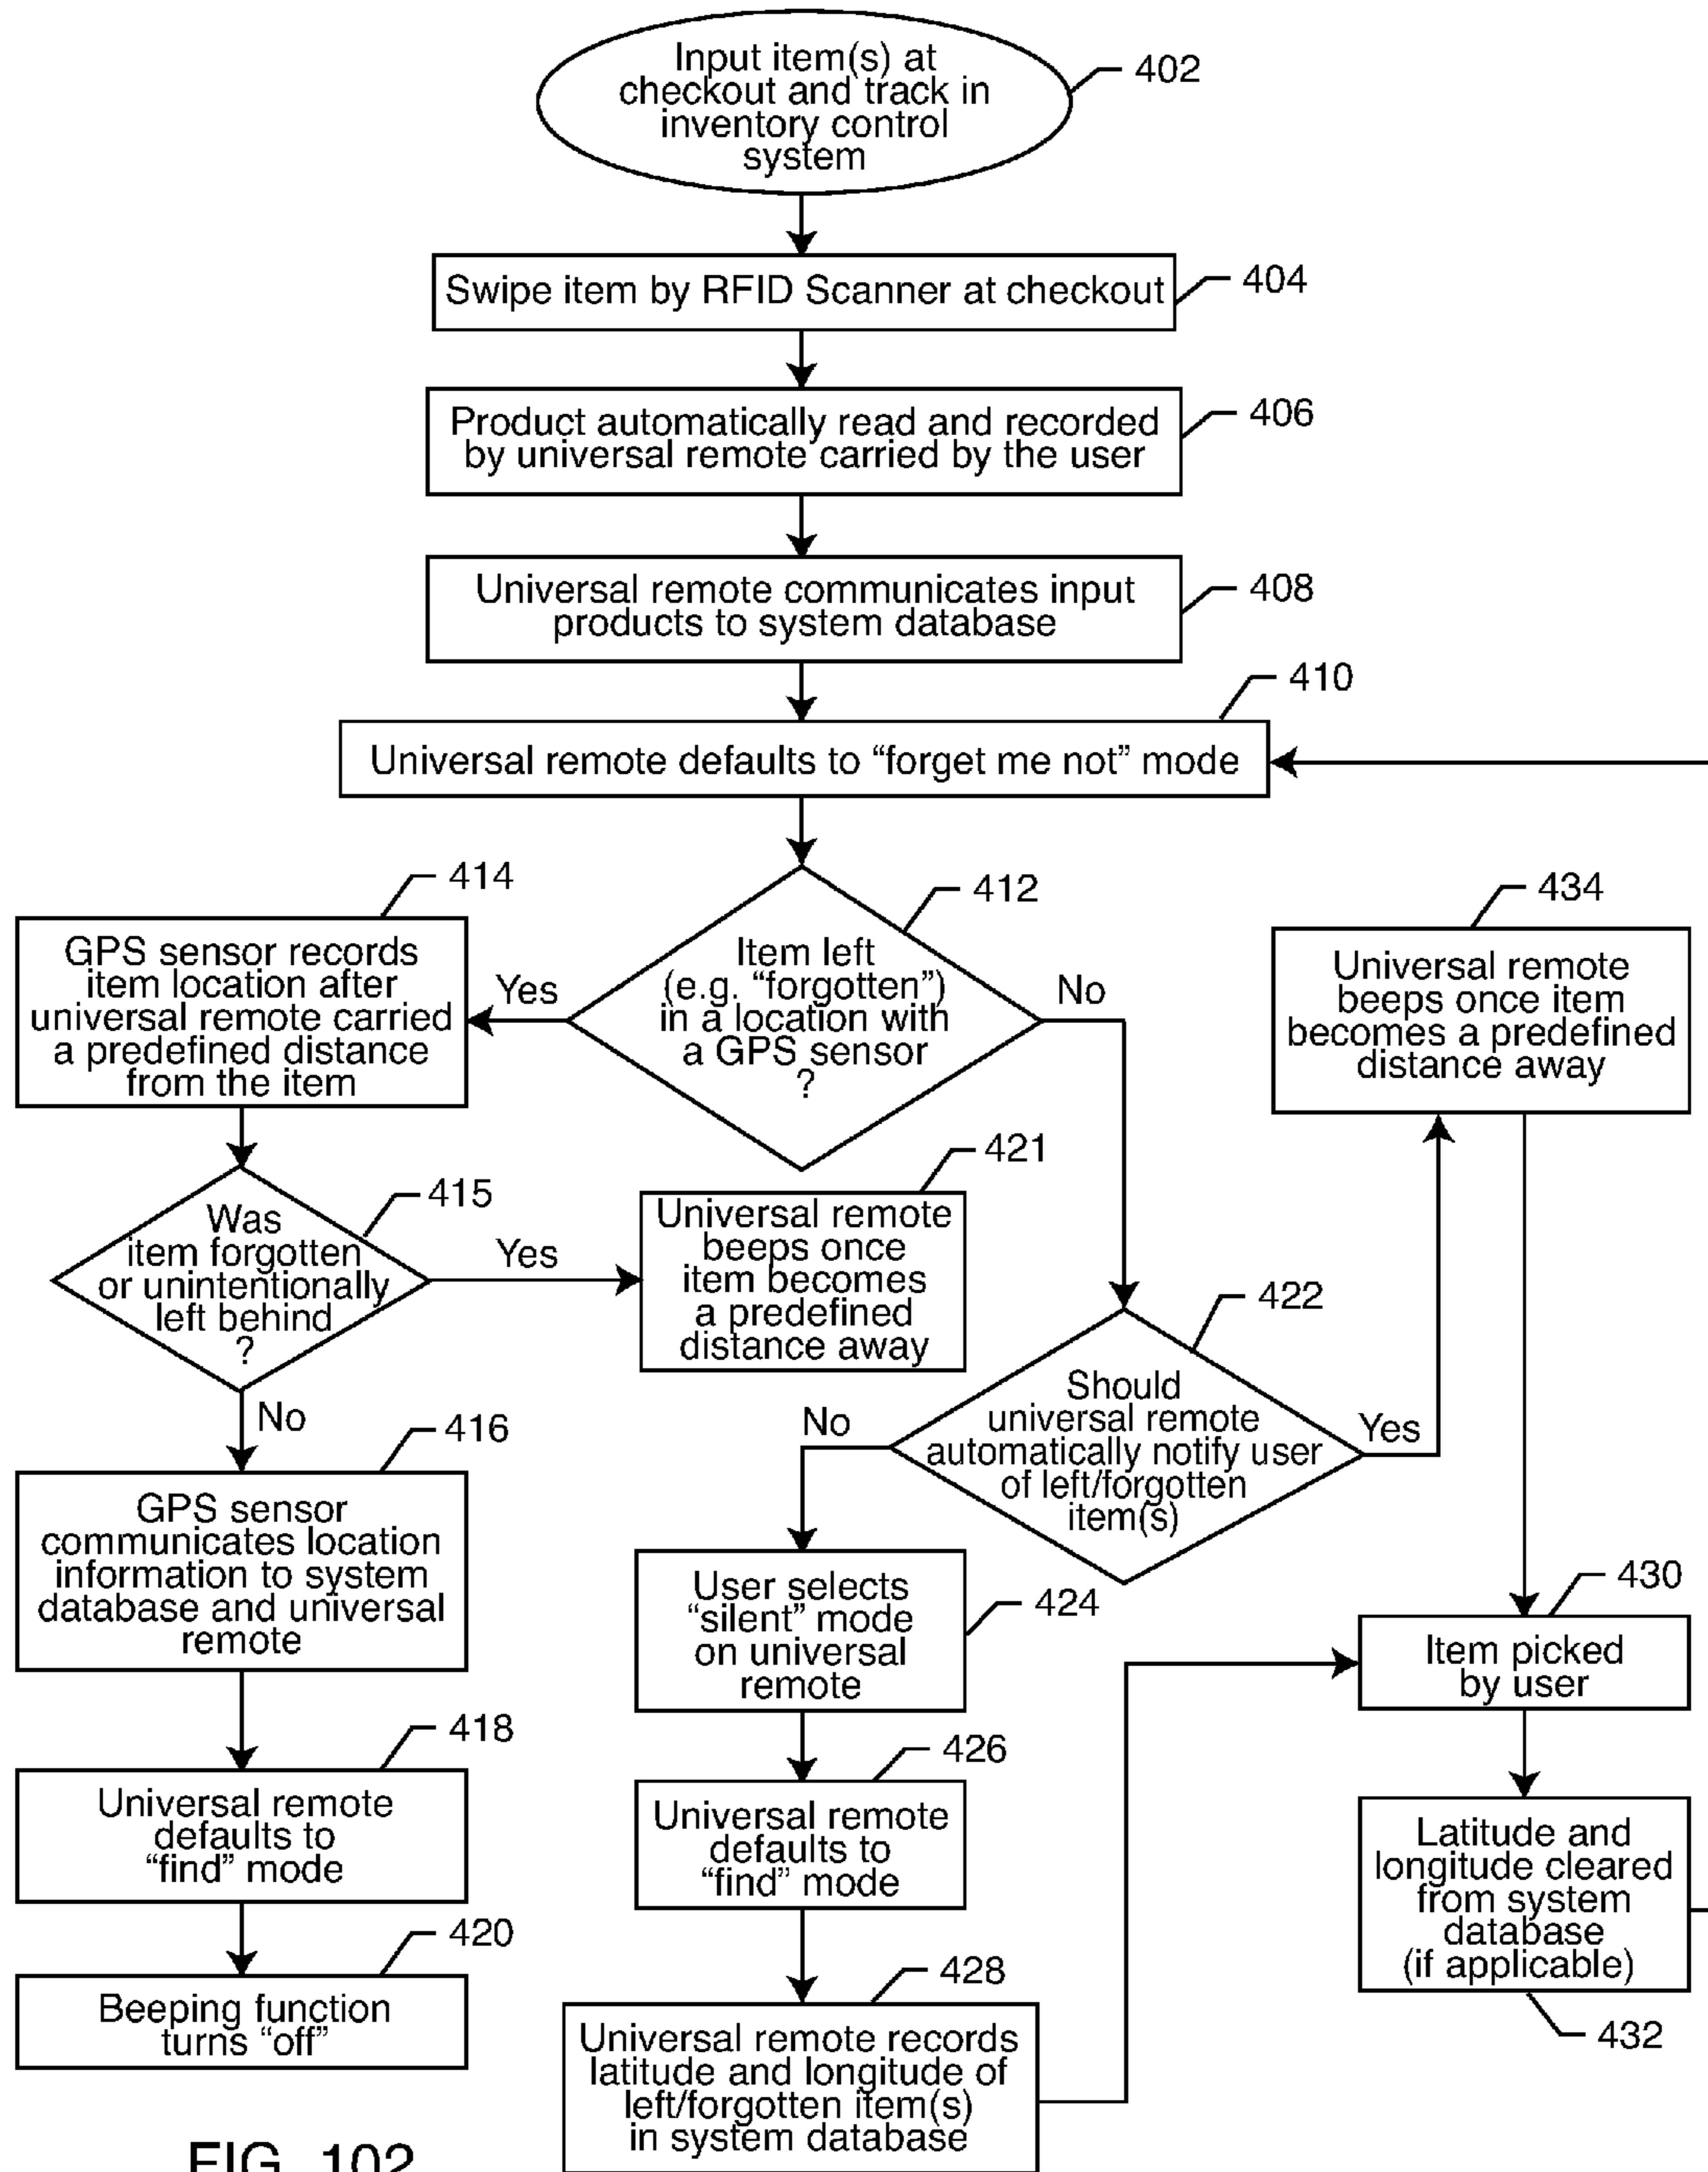 Input item(s) at
checkout and track in
inventory control
system
402
Swipe item by RFID Scanner at checkout
404
Product automatically read and recorded
by universal remote carried by the user
406
Universal remote communicates input
products to system database
408
410
Universal remote defaults to “forget me not” mode
412
Item left
(e.g. “forgotten”)
in a location with
a GPS sensor
?
Yes
No
414
GPS sensor records
item location after
universal remote carried
a predefined distance
from the item
434
Universal remote
beeps once item
becomes a predefined
distance away
415
Was
item forgotten
or unintentionally
left behind
?
Yes
No
421
Universal remote
beeps once
item becomes
a predefined
distance away
422
Should
universal remote
automatically notify user
of left/forgotten
item(s)
No
Yes
416
GPS sensor
communicates location
information to system
database and universal
remote
424
User selects
“silent” mode
on universal
remote
430
Item picked
by user
418
Universal remote
defaults to
“find” mode
426
Universal remote
defaults to
“find” mode
Latitude and
longitude cleared
from system
database
(if applicable)
432
420
Beeping function
turns “off”
428
Universal remote records
latitude and longitude of
left/forgotten item(s)
in system database
FIG. 102